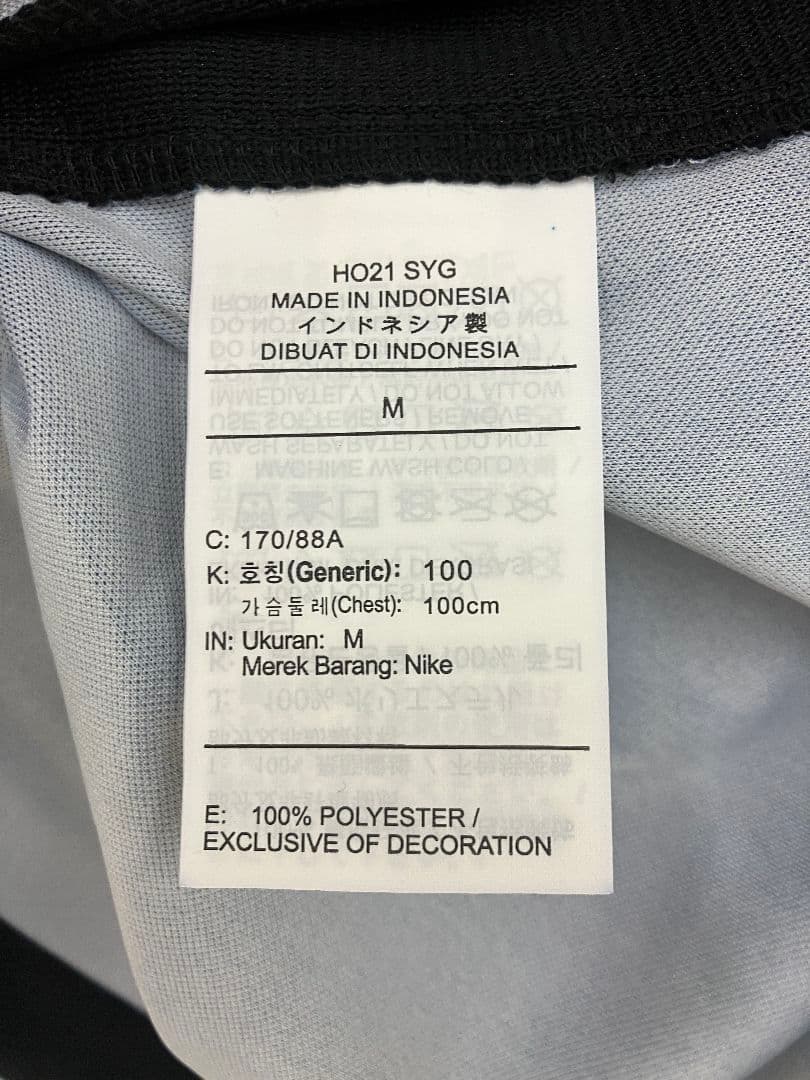 HO21 SYG
MADE IN INDONESIA
インドネシア製
DIBUAT DI INDONESIA
M
C: 170/88A
K: 호칭(Generic): 100
가슴둘레(Chest): 100cm
IN: Ukuran: M
Merek Barang: Nike
E: 100% POLYESTER /
EXCLUSIVE OF DECORATION